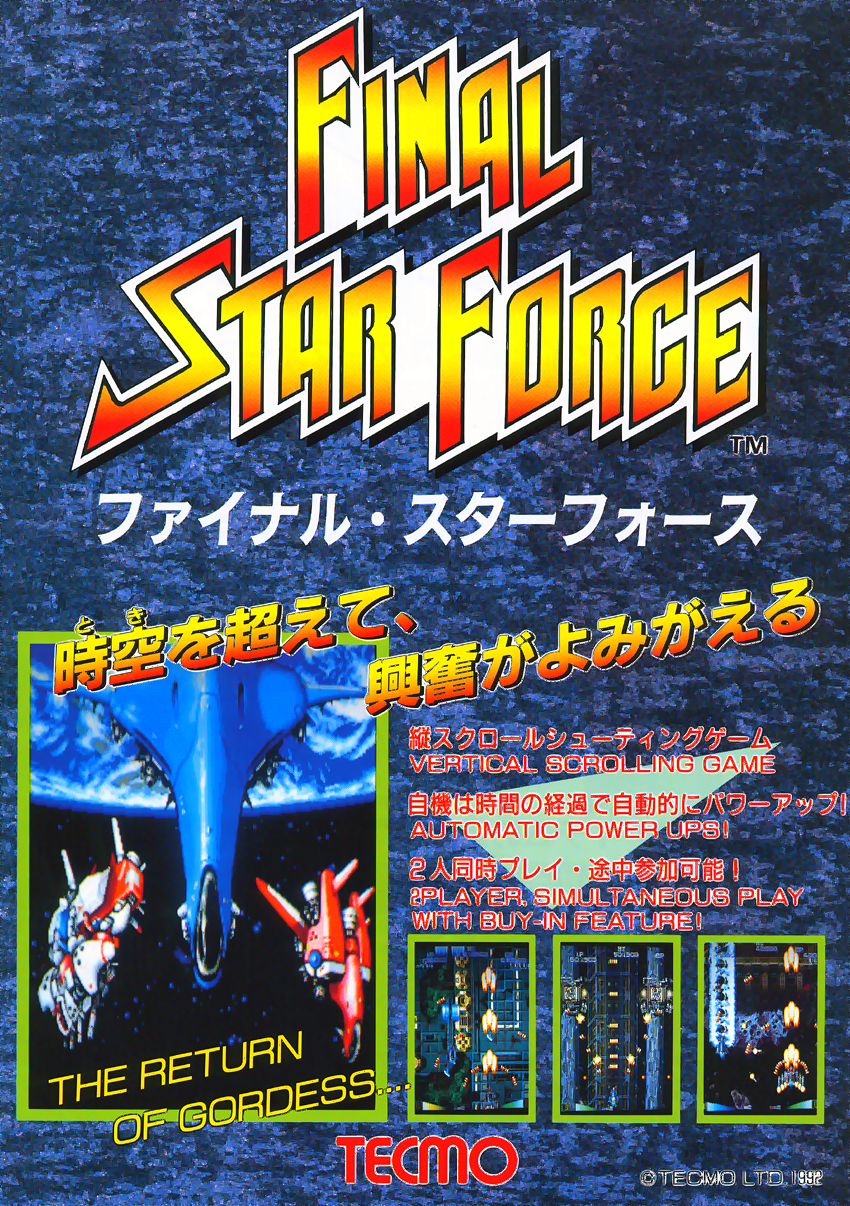 FINAL
STAR FORCE
TM
ファイナル・スターフォース
とき
時空を超えて、
興奮がよみがえる
縦スクロールシューティングゲーム
VERTICAL SCROLLING GAME
自機は時間の経過で自動的にパワーアップ!
AUTOMATIC POWER UPS!
2人同時プレイ・途中参加可能!
2PLAYER, SIMULTANEOUS PLAY
WITH BUY-IN FEATURE!
THE RETURN
OF GORDESS....
TECMO
©TECMO LTD. 1992